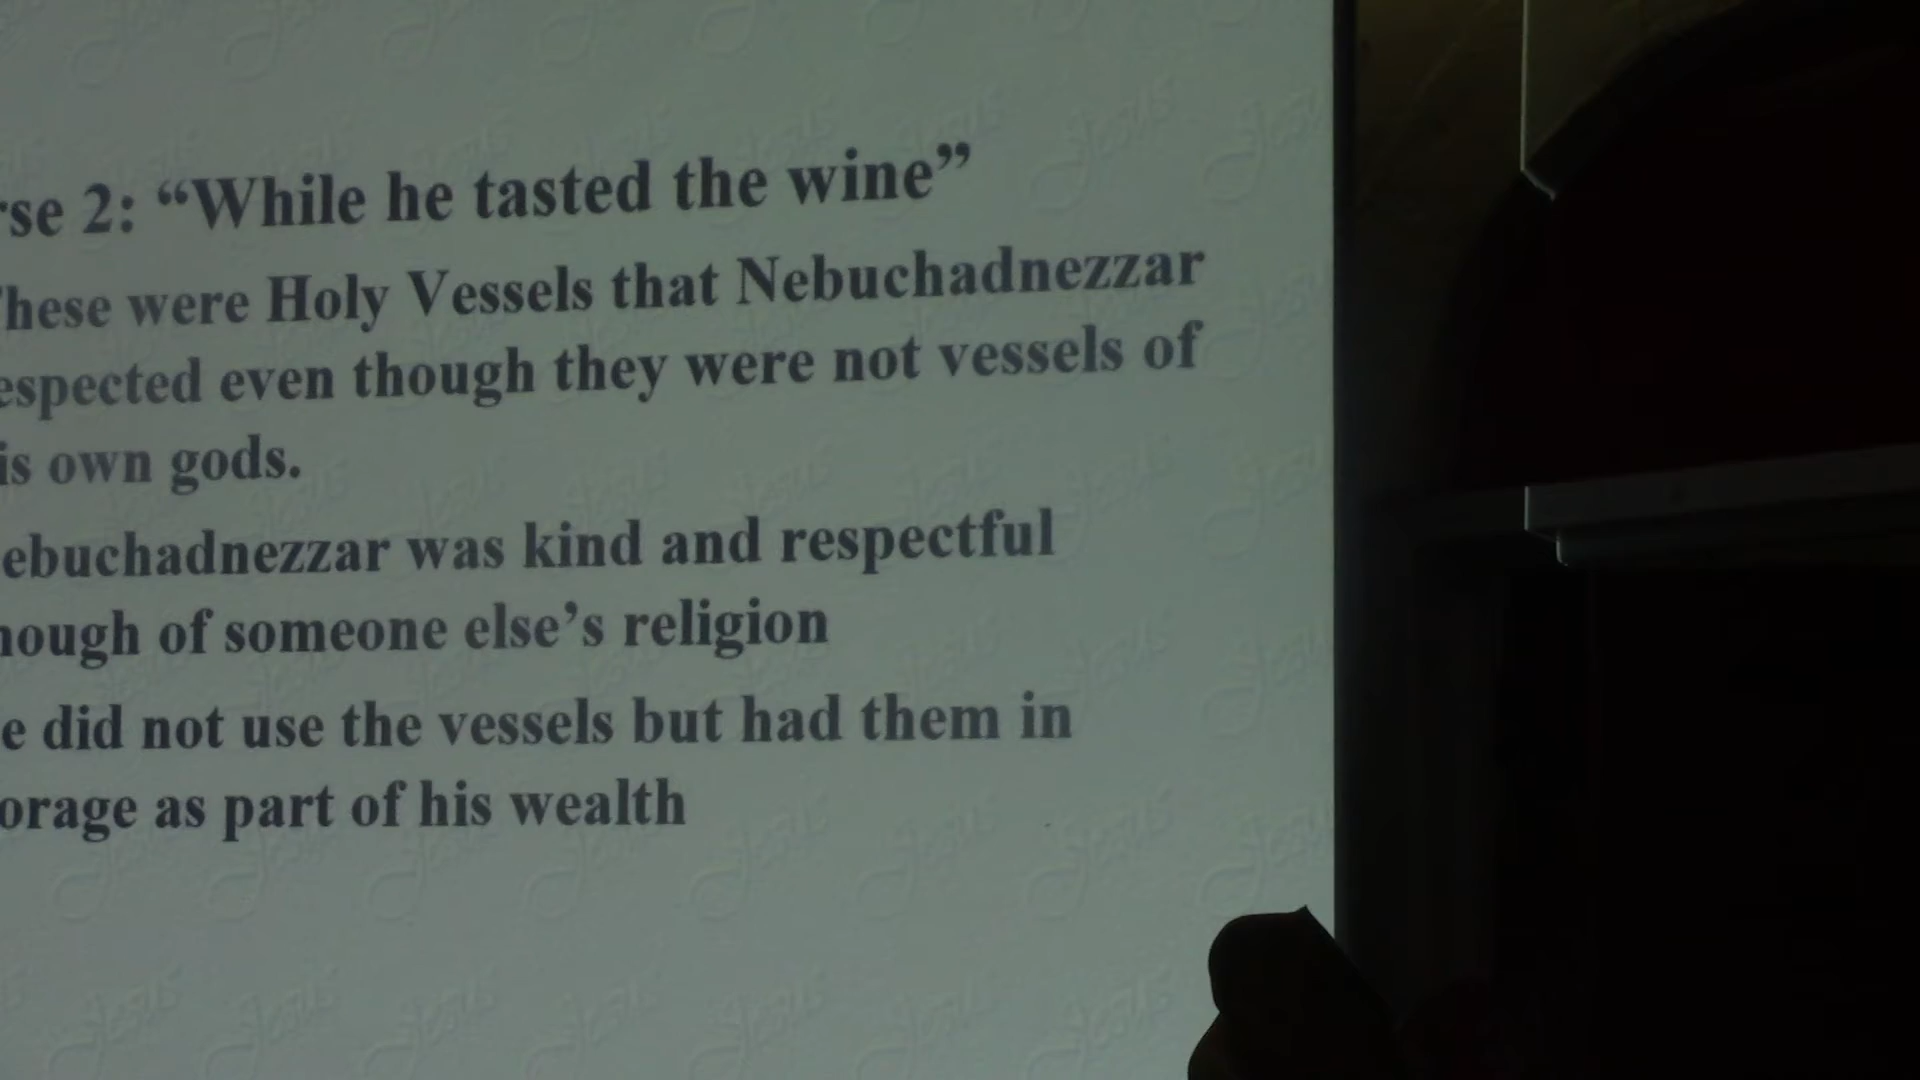 rse 2: “While he tasted the wine”
hese were Holy Vessels that Nebuchadnezzar
espected even though they were not vessels of
is own gods.
ebuchadnezzar was kind and respectful
nough of someone else’s religion
e did not use the vessels but had them in
orage as part of his wealth